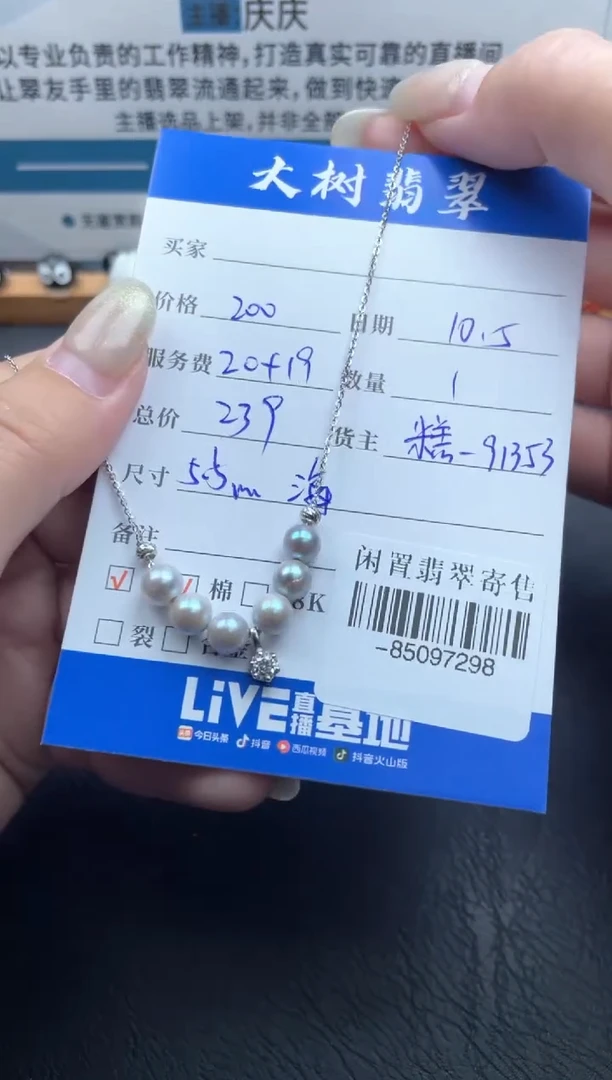 主播 庆庆
以专业负责的工作精神，打造真实可靠的直播间
让翠友手里的翡翠流通起来，做到快
主播选品上架，并非全
大树翡翠
买家
价格 200 日期 10.5
服务费 20+19 数量 1
总价 239 货主 糕-91353
尺寸 5.5mm 海
备注
√ 棉 8K
裂
闲置翡翠寄售
-85097298
LiVE直播基地
今日头条 抖音 西瓜视频 抖音火山版